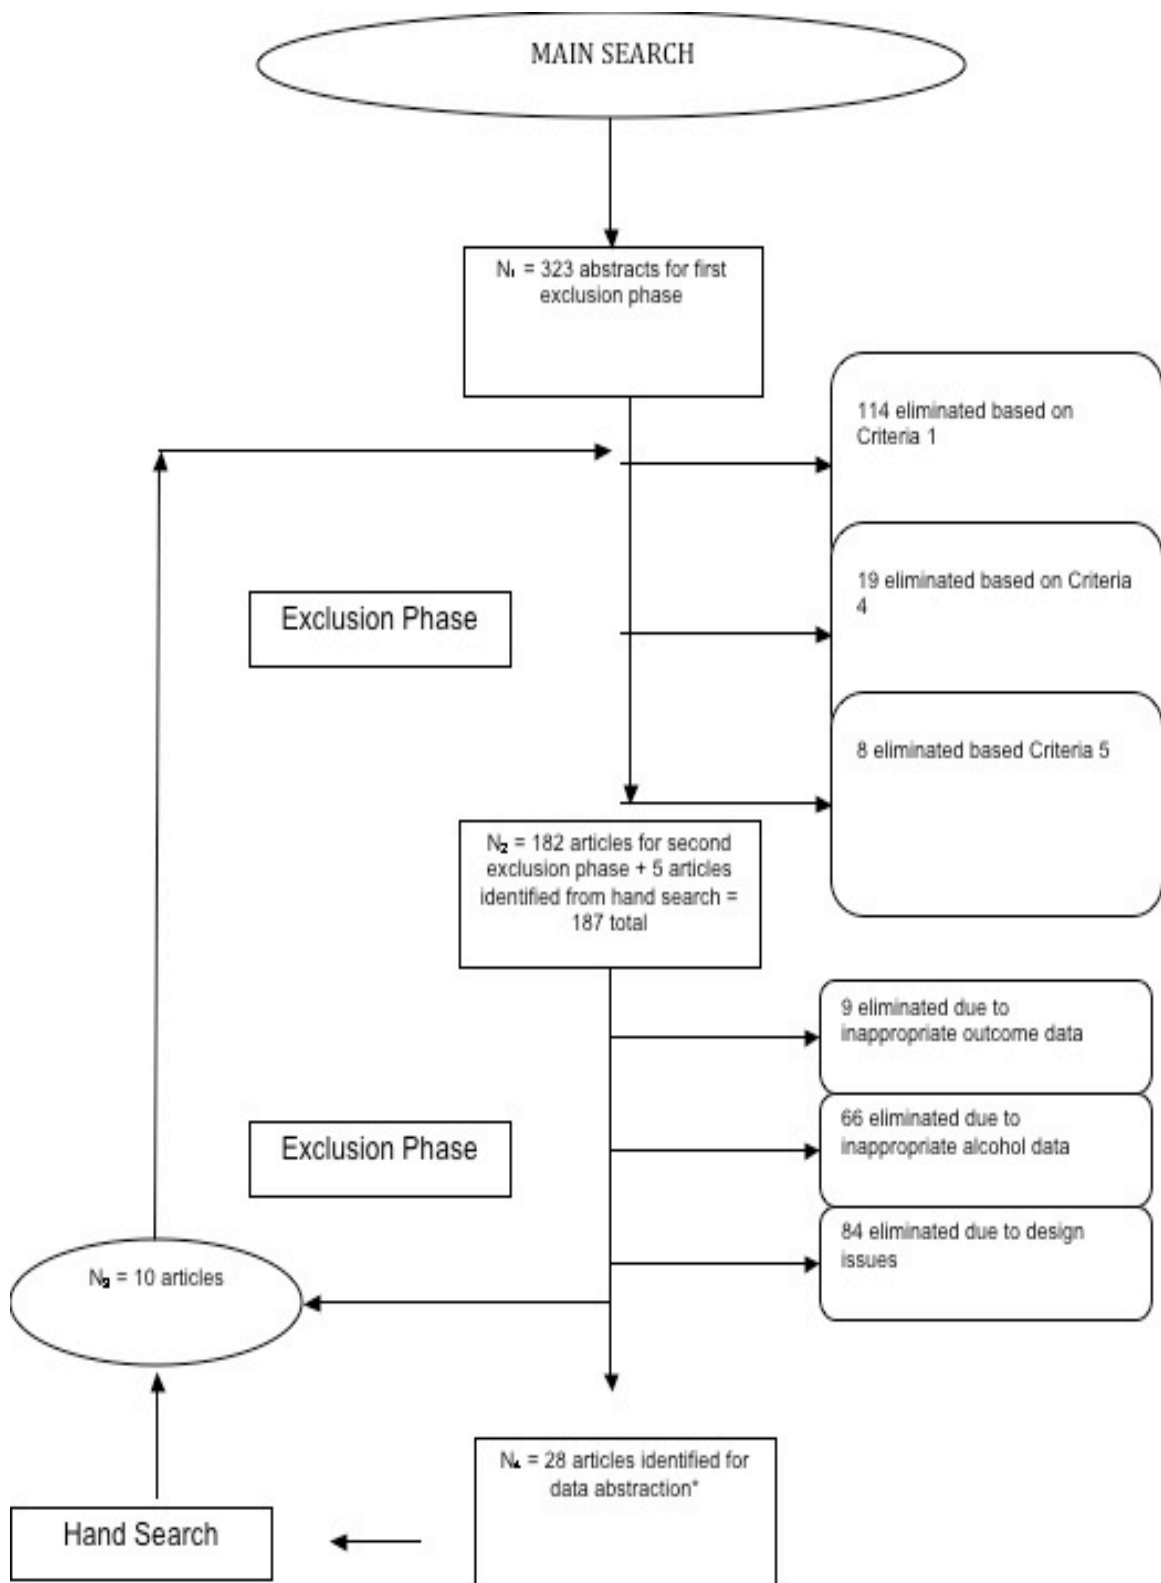 MAIN SEARCH
N₁ = 323 abstracts for first
exclusion phase
114 eliminated based on
Criteria 1
19 eliminated based on Criteria
4
Exclusion Phase
8 eliminated based Criteria 5
N₂ = 182 articles for second
exclusion phase + 5 articles
identified from hand search =
187 total
9 eliminated due to
inappropriate outcome data
66 eliminated due to
inappropriate alcohol data
Exclusion Phase
84 eliminated due to design
issues
N₃ = 10 articles
N₄ = 28 articles identified for
data abstraction*
Hand Search